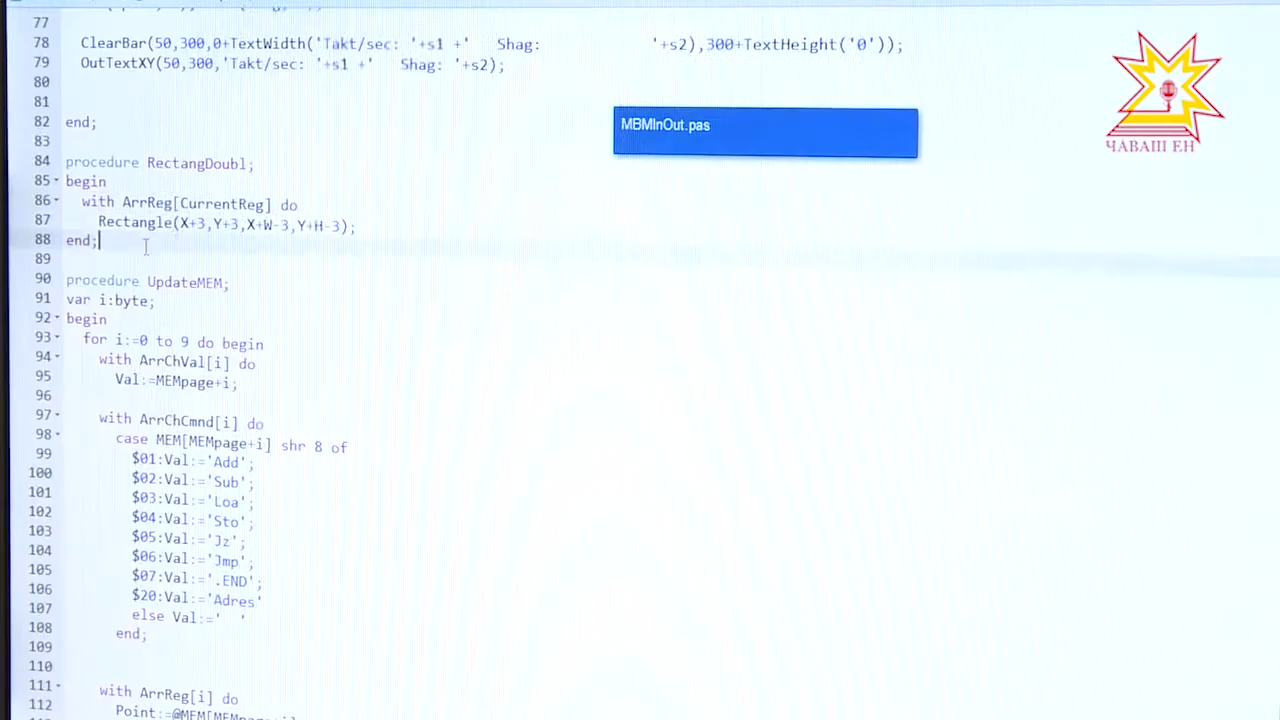 77
78 ClearBar(50,300,0+TextWidth('Takt/sec: '+s1 +'   Shag:            '+s2),300+TextHeight('0'));
79 OutTextXY(50,300,'Takt/sec: '+s1 +'   Shag: '+s2);
80
81
82 end;
83
84 procedure RectangDoubl;
85 begin
86 with ArrReg[CurrentReg] do
87 Rectangle(X+3,Y+3,X+W-3,Y+H-3);
88 end;
89
90 procedure UpdateMEM;
91 var i:byte;
92 begin
93 for i:=0 to 9 do begin
94 with ArrChVal[i] do
95 Val:=MEMpage+i;
96
97 with ArrChCmnd[i] do
98 case MEM[MEMpage+i] shr 8 of
99 $01:Val:='Add';
100 $02:Val:='Sub';
101 $03:Val:='Loa';
102 $04:Val:='Sto';
103 $05:Val:='Jz';
104 $06:Val:='Jmp';
105 $07:Val:='.END';
106 $20:Val:='Adres'
107 else Val:='  '
108 end;
109
110
111 with ArrReg[i] do
112 Point:=@MEM[MEMpage+i]
MBMInOut.pas
ЧĂВАШ ЕН